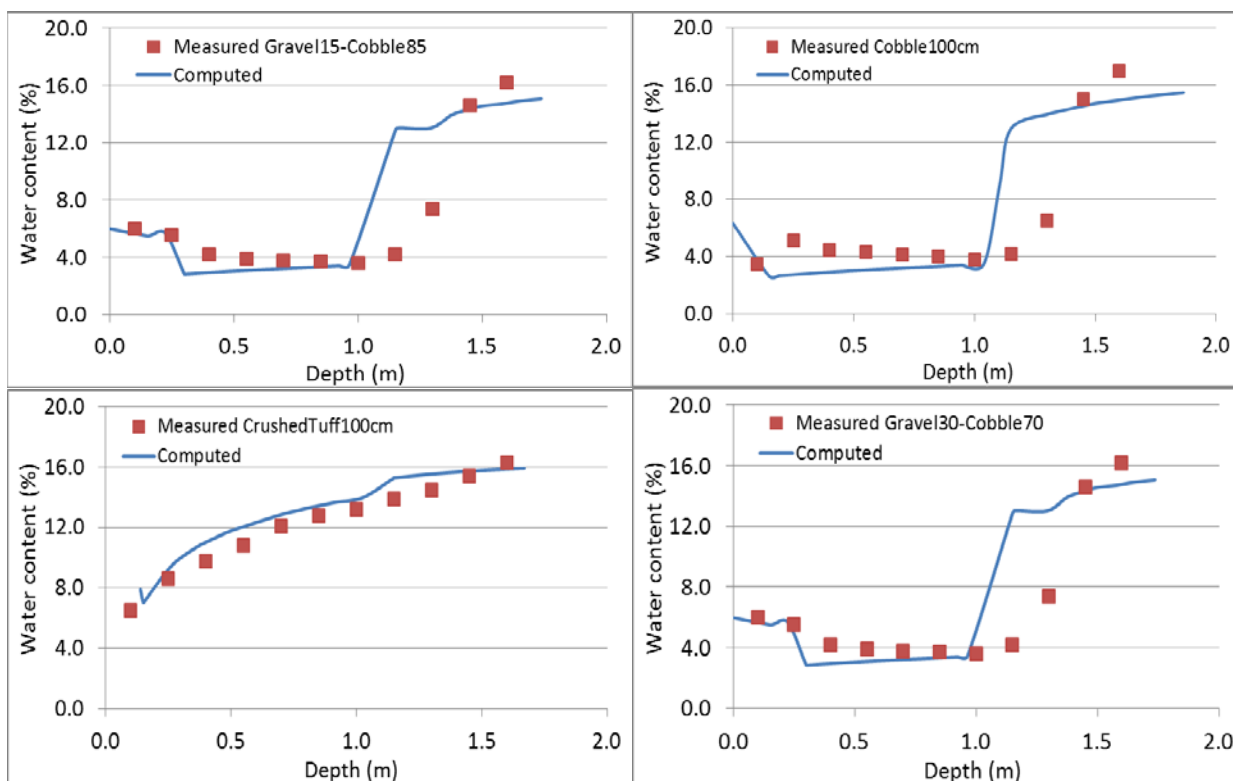 20.0
Measured Gravel15-Cobble85
Computed
16.0
12.0
8.0
4.0
0.0
Water content (%)
0.0 0.5 1.0 1.5 2.0
Depth (m)
20.0
Measured Cobble100cm
Computed
16.0
12.0
8.0
4.0
0.0
Water content (%)
0.0 0.5 1.0 1.5 2.0
Depth (m)
20.0
Measured CrushedTuff100cm
Computed
16.0
12.0
8.0
4.0
0.0
Water content (%)
0.0 0.5 1.0 1.5 2.0
Depth (m)
20.0
Measured Gravel30-Cobble70
Computed
16.0
12.0
8.0
4.0
0.0
Water content (%)
0.0 0.5 1.0 1.5 2.0
Depth (m)